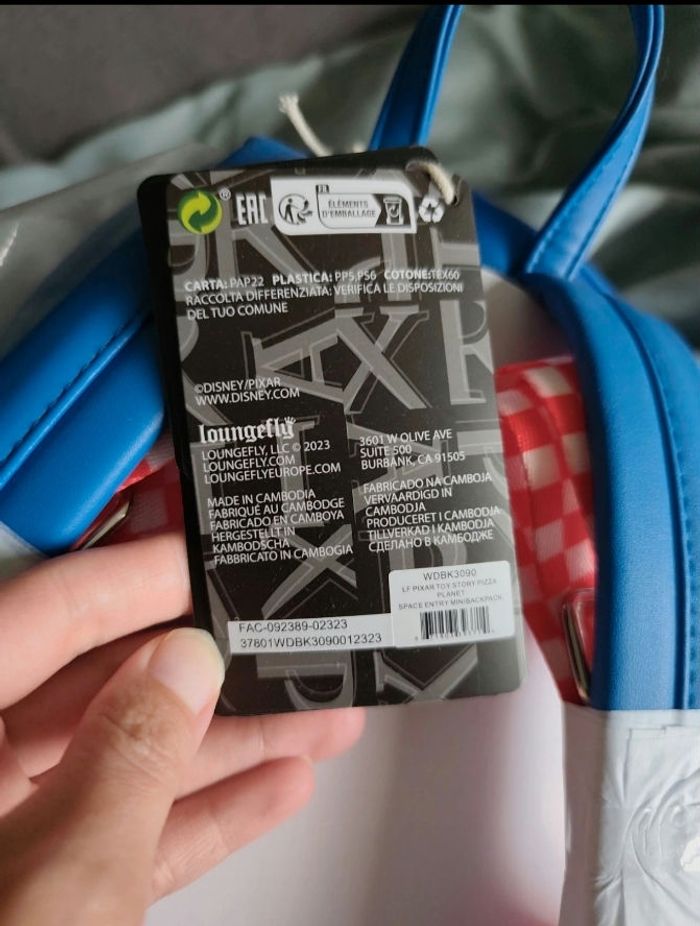 EAC
FR
ÉLÉMENTS
D'EMBALLAGE
CARTA: PAP22 PLASTICA: PP5,PS6 COTONE:TEX60
RACCOLTA DIFFERENZIATA: VERIFICA LE DISPOSIZIONI
DEL TUO COMUNE
©DISNEY/PIXAR
WWW.DISNEY.COM
loungefly
LOUNGEFLY, LLC © 2023
LOUNGEFLY.COM
LOUNGEFLYEUROPE.COM
3601 W OLIVE AVE
SUITE 500
BURBANK, CA 91505
MADE IN CAMBODIA
FABRIQUÉ AU CAMBODGE
FABRICADO EN CAMBOYA
HERGESTELLT IN
KAMBODSCHA
FABBRICATO IN CAMBOGIA
FABRICADO NA CAMBOJA
VERVAARDIGD IN
CAMBODJA
PRODUCERET I CAMBODJA
TILLVERKAD I KAMBODJA
СДЕЛАНО В КАМБОДЖЕ
WDBK3090
LF PIXAR TOY STORY PIZZA
PLANET
SPACE ENTRY MINIBACKPACK
FAC-092389-02323
37801WDBK3090012323